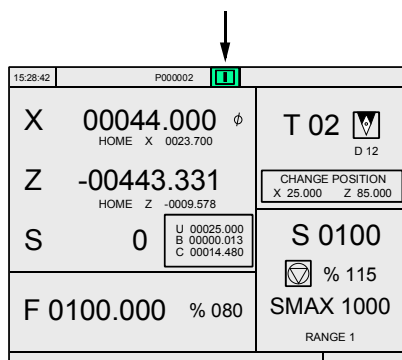 15:28:42 P000002
X 00044.000 ϕ
HOME X 0023.700
Z -00443.331
HOME Z -0009.578
S 0
U 00025.000
B 00000.013
C 00014.480
F 0100.000 % 080
T 02
D 12
CHANGE POSITION
X 25.000 Z 85.000
S 0100
% 115
SMAX 1000
RANGE 1